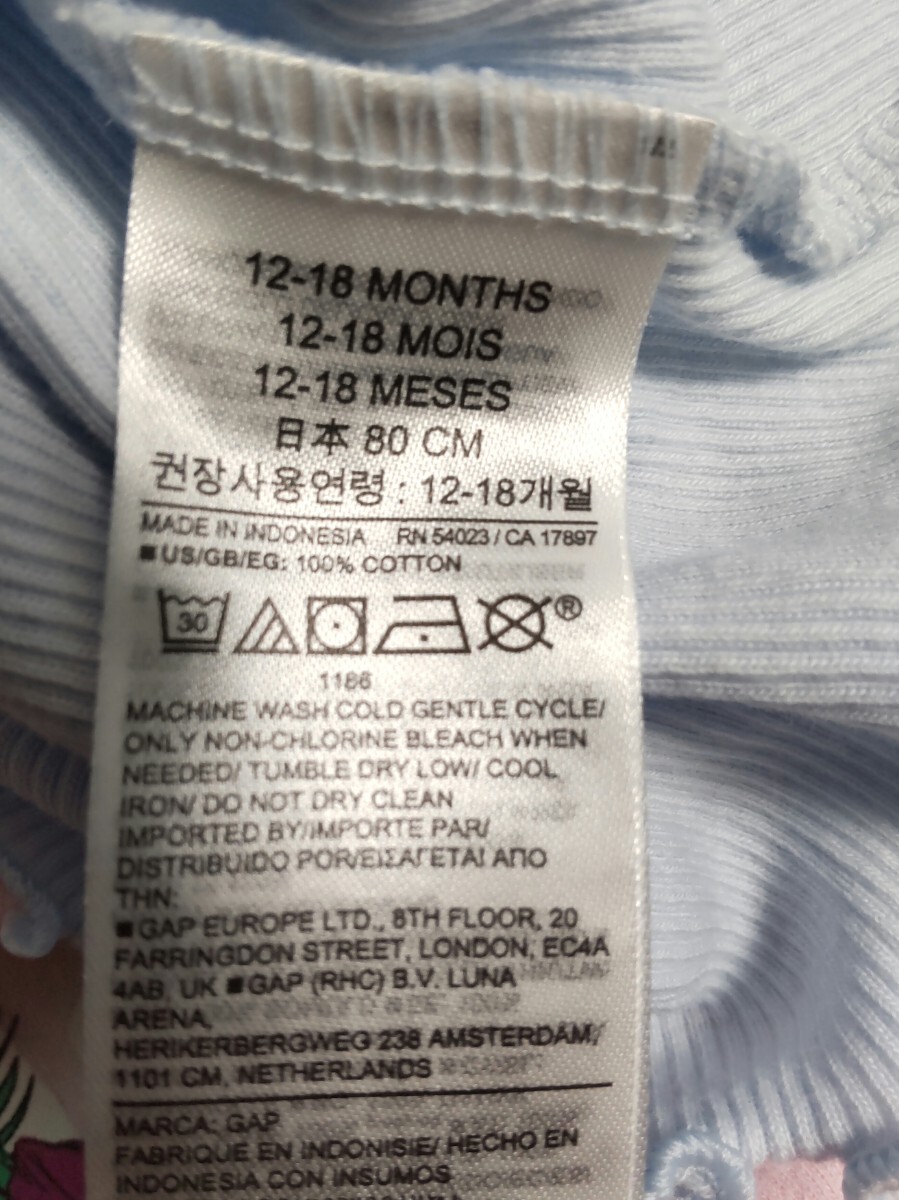 12-18 MONTHS
12-18 MOIS
12-18 MESES
日本 80 CM
권장사용연령 : 12-18개월
MADE IN INDONESIA RN 54023 / CA 17897
■ US/GB/EG: 100% COTTON
30 ®
1186
MACHINE WASH COLD GENTLE CYCLE/
ONLY NON-CHLORINE BLEACH WHEN
NEEDED/ TUMBLE DRY LOW/ COOL
IRON/ DO NOT DRY CLEAN
IMPORTED BY/IMPORTE PAR/
DISTRIBUIDO POR/ΕΙΣΑΓΕΤΑΙ ΑΠΟ
ΤΗΝ:
■GAP EUROPE LTD., 8TH FLOOR, 20
FARRINGDON STREET, LONDON, EC4A
4AB, UK ■GAP (RHC) B.V. LUNA
ARENA,
HERIKERBERGWEG 238 AMSTERDAM,
1101 CM, NETHERLANDS
MARCA: GAP
FABRIQUE EN INDONISIE/ HECHO EN
INDONESIA CON INSUMOS